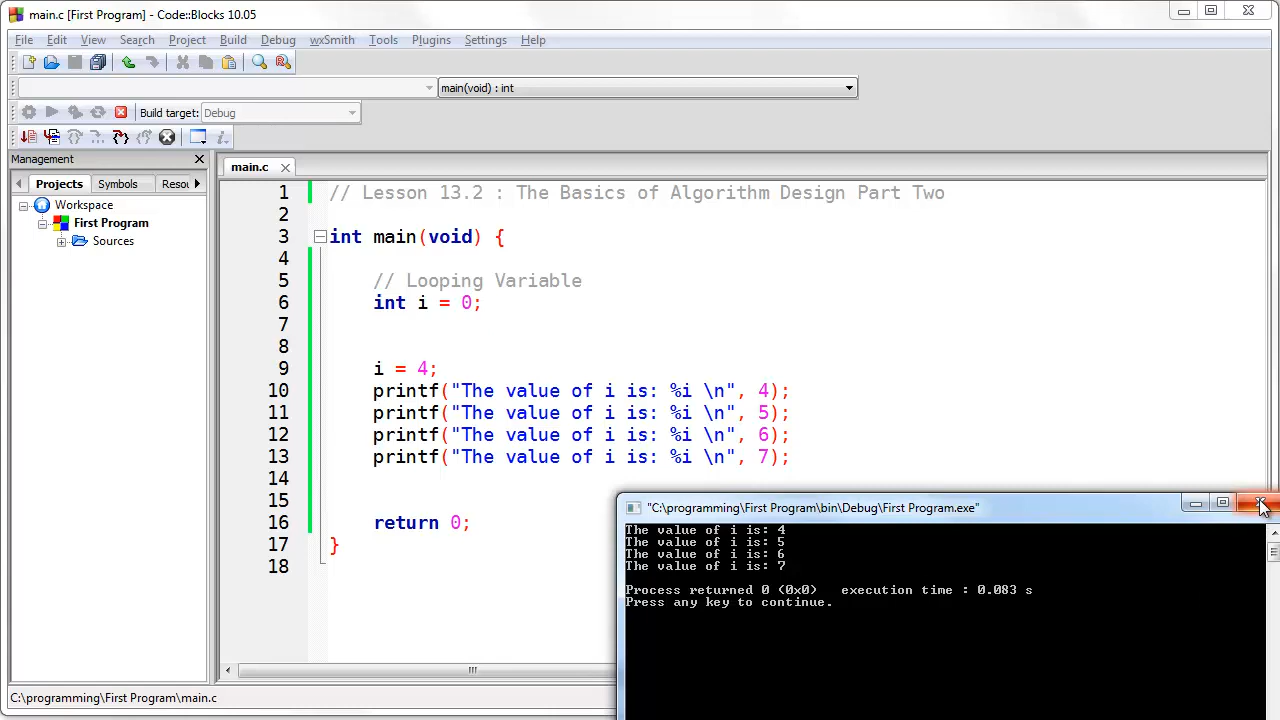 main.c [First Program] - Code::Blocks 10.05
File Edit View Search Project Build Debug wxSmith Tools Plugins Settings Help
main(void) : int
Build target: Debug
Management
main.c
Projects Symbols Resou
Workspace
First Program
Sources
1 // Lesson 13.2 : The Basics of Algorithm Design Part Two
2
3 int main(void) {
4
5 // Looping Variable
6 int i = 0;
7
8
9 i = 4;
10 printf("The value of i is: %i \n", 4);
11 printf("The value of i is: %i \n", 5);
12 printf("The value of i is: %i \n", 6);
13 printf("The value of i is: %i \n", 7);
14
15
16 return 0;
17 }
18
"C:\programming\First Program\bin\Debug\First Program.exe"
The value of i is: 4
The value of i is: 5
The value of i is: 6
The value of i is: 7
Process returned 0 (0x0) execution time : 0.083 s
Press any key to continue.
C:\programming\First Program\main.c